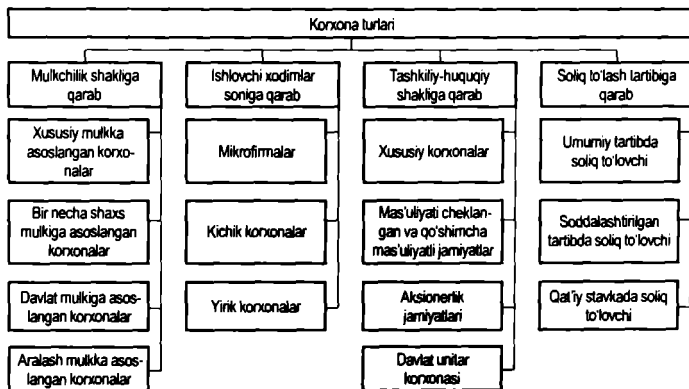 Korxona turlari
Mulkchilik shakliga
qarab
Xususiy mulkka
asoslangan korxo-
nalar
Bir necha shaxs
mulkiga asoslangan
korxonalar
Davlat mulkiga asos-
langan korxonalar
Aralash mulkka asos-
langan korxonalar
Ishlovchi xodimlar
soniga qarab
Mikrofirmalar
Kichik korxonalar
Yirik korxonalar
Tashkiliy-huquqiy
shakliga qarab
Xususiy korxonalar
Mas'uliyati cheklan-
gan va qo'shimcha
mas'uliyatli jamiyatlar
Aksionerlik
jamiyatlari
Davlat unitar
korxonasi
Soliq to'lash tartibiga
qarab
Umumiy tartibda
soliq to'lovchi
Soddalashtirilgan
tartibda soliq to'lovchi
Qat'iy stavkada soliq
to'lovchi